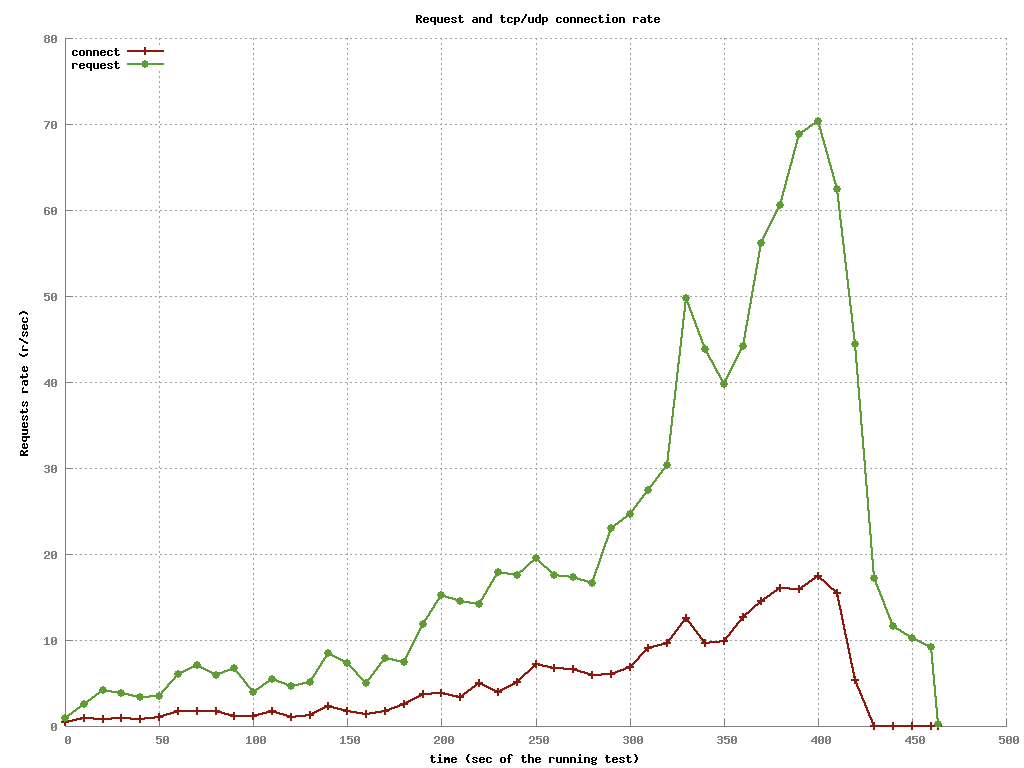 Request and tcp/udp connection rate
connect
request
80
70
60
50
40
30
20
10
0
Requests rate (r/sec)
0 50 100 150 200 250 300 350 400 450 500
time (sec of the running test)